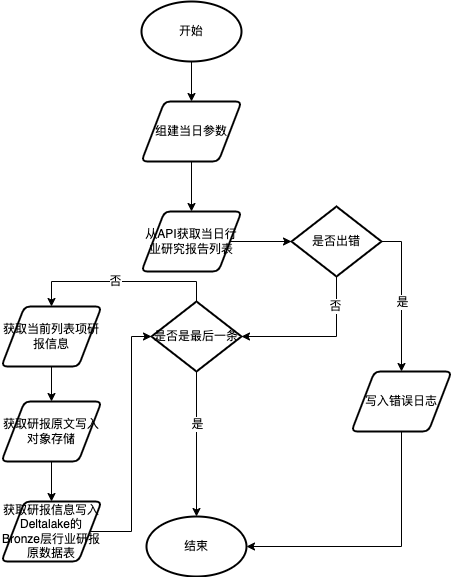 开始
组建当日参数
从API获取当日行
业研究报告列表
是否出错
否
否
是
获取当前列表项研
报信息
是否是最后一条
获取研报原文写入
对象存储
是
写入错误日志
获取研报信息写入
Deltalake的
Bronze层行业研报
原数据表
结束